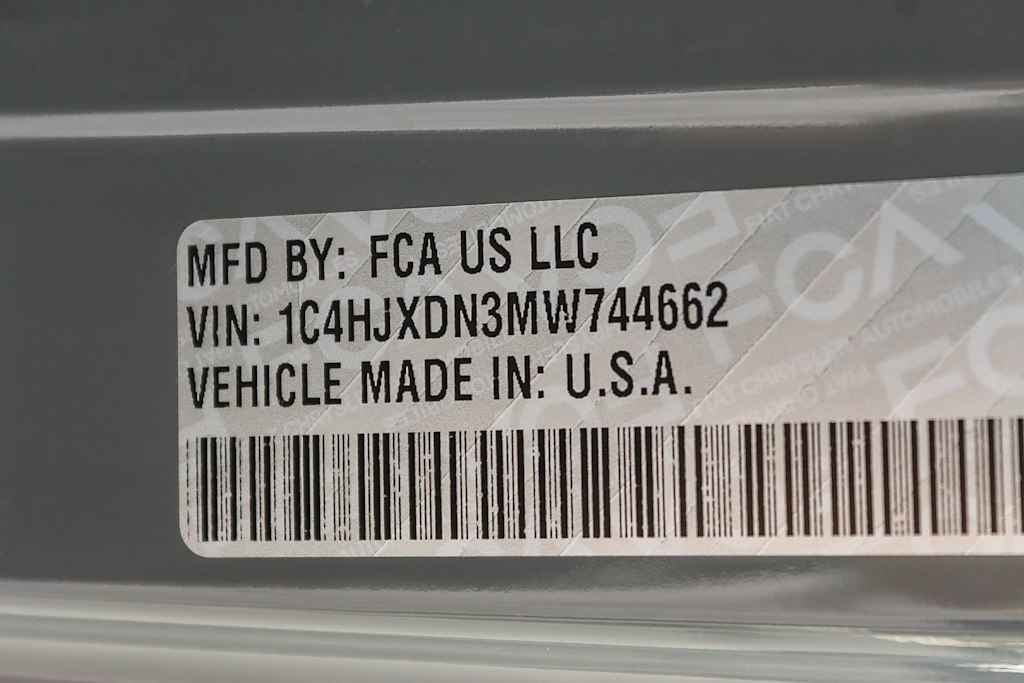 MFD BY: FCA US LLC
VIN: 1C4HJXDN3MW744662
VEHICLE MADE IN: U.S.A.